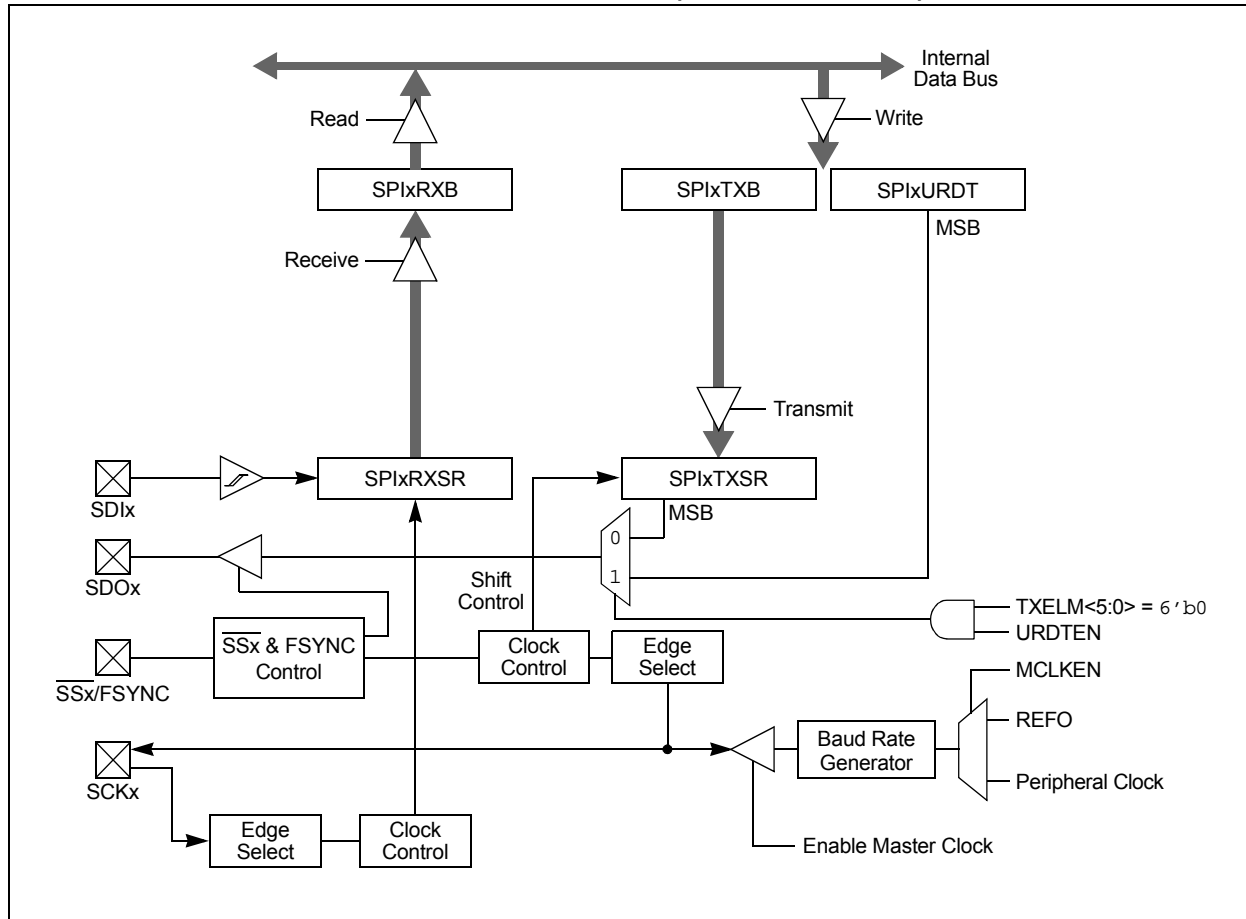 Internal
Data Bus
Read
Write
SPIxRXB
SPIxTXB
SPIxURDT
MSB
Receive
Transmit
SPIxRXSR
SPIxTXSR
SDIx
MSB
0
SDOx
1
Shift
Control
TXELM<5:0> = 6'b0
URDTEN
SSx & FSYNC
Control
Clock
Control
Edge
Select
SSx/FSYNC
MCLKEN
REFO
Baud Rate
Generator
Peripheral Clock
SCKx
Edge
Select
Clock
Control
Enable Master Clock